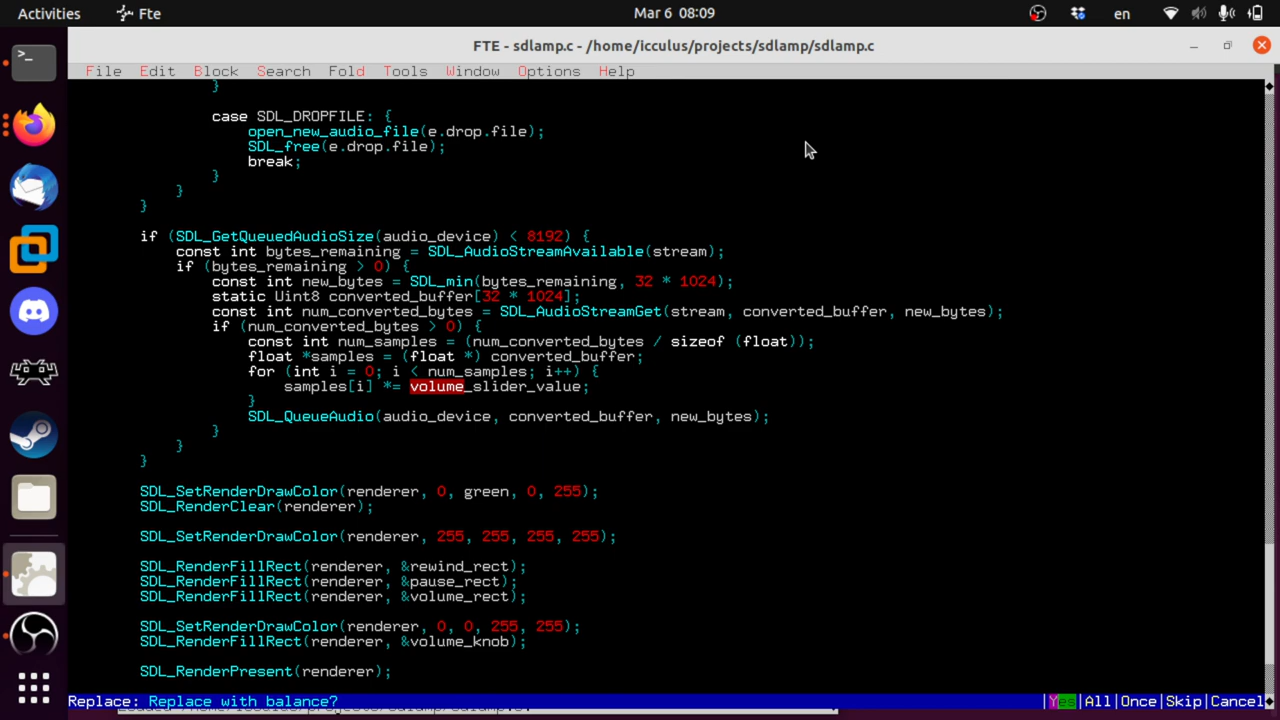 Activities Fte Mar 6 08:09 en
FTE - sdlamp.c - /home/icculus/projects/sdlamp/sdlamp.c
File Edit Block Search Fold Tools Window Options Help
}
case SDL_DROPFILE: {
open_new_audio_file(e.drop.file);
SDL_free(e.drop.file);
break;
}
}
}
if (SDL_GetQueuedAudioSize(audio_device) < 8192) {
const int bytes_remaining = SDL_AudioStreamAvailable(stream);
if (bytes_remaining > 0) {
const int new_bytes = SDL_min(bytes_remaining, 32 * 1024);
static Uint8 converted_buffer[32 * 1024];
const int num_converted_bytes = SDL_AudioStreamGet(stream, converted_buffer, new_bytes);
if (num_converted_bytes > 0) {
const int num_samples = (num_converted_bytes / sizeof (float));
float *samples = (float *) converted_buffer;
for (int i = 0; i < num_samples; i++) {
samples[i] *= volume_slider_value;
}
SDL_QueueAudio(audio_device, converted_buffer, new_bytes);
}
}
}
SDL_SetRenderDrawColor(renderer, 0, green, 0, 255);
SDL_RenderClear(renderer);
SDL_SetRenderDrawColor(renderer, 255, 255, 255, 255);
SDL_RenderFillRect(renderer, &rewind_rect);
SDL_RenderFillRect(renderer, &pause_rect);
SDL_RenderFillRect(renderer, &volume_rect);
SDL_SetRenderDrawColor(renderer, 0, 0, 255, 255);
SDL_RenderFillRect(renderer, &volume_knob);
SDL_RenderPresent(renderer);
Replace: Replace with balance? |Yes|All|Once|Skip|Cancel